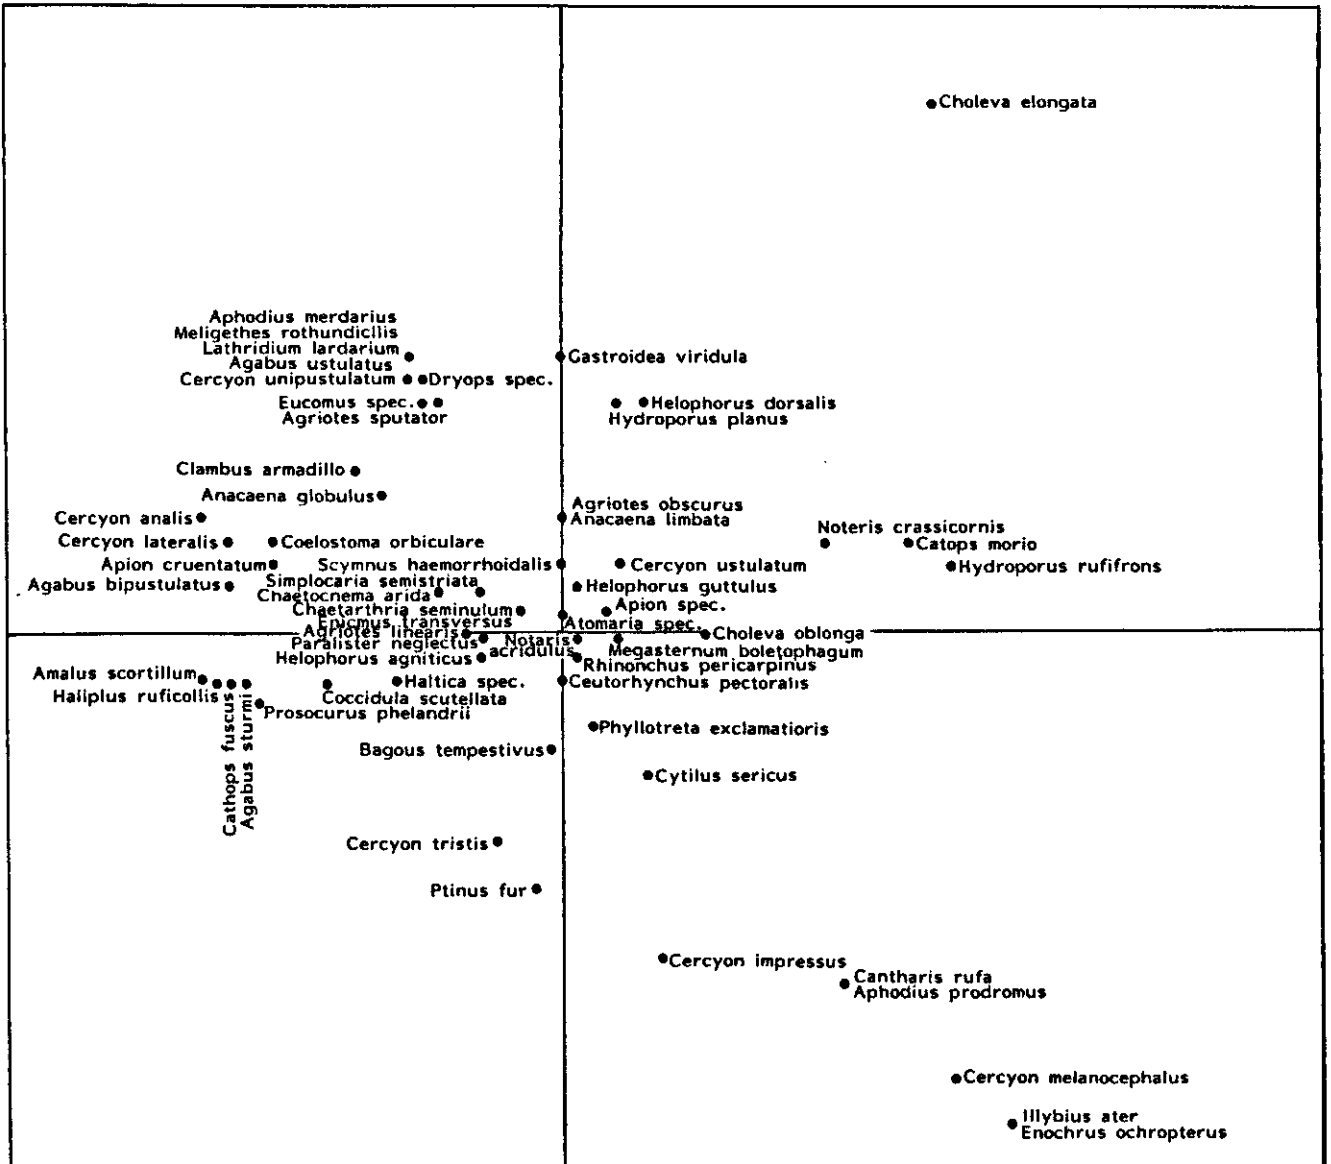 Choleva elongata
Aphodius merdarius
Meligethes rothundicllis
Lathridium lardarium
Agabus ustulatus
Gastroidea viridula
Cercyon unipustulatum
Dryops spec.
Eucomus spec.
Agriotes sputator
Helophorus dorsalis
Hydroporus planus
Clambus armadillo
Anacaena globulus
Agriotes obscurus
Anacaena limbata
Cercyon analis
Noteris crassicornis
Cercyon lateralis
Coelostoma orbiculare
Catops morio
Apion cruentatum
Scymnus haemorrhoidalis
Cercyon ustulatum
Hydroporus rufifrons
Agabus bipustulatus
Simplocaria semistriata
Chaetocnema arida
Helophorus guttulus
Chaetarthria seminulum
Apion spec.
Epicmus transversus
Atomaria spec.
Agriotes linearis
Choleva oblonga
Paralister neglectus
Notaris
acridulus
Megasternum boletophagum
Helophorus agniticus
Rhinonchus pericarpinus
Amalus scortillum
Haltica spec.
Ceutorhynchus pectoralis
Haliplus ruficollis
Coccidula scutellata
Prosocurus phelandrii
Cathops fuscus
Agabus sturmi
Phyllotreta exclamatioris
Bagous tempestivus
Cytilus sericus
Cercyon tristis
Ptinus fur
Cercyon impressus
Cantharis rufa
Aphodius prodromus
Cercyon melanocephalus
Illybius ater
Enochrus ochropterus